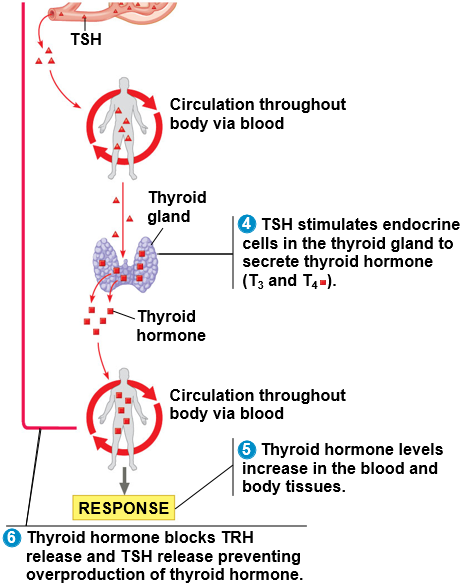 TSH
Circulation throughout
body via blood
Thyroid
gland
4 TSH stimulates endocrine
cells in the thyroid gland to
secrete thyroid hormone
(T3 and T4).
Thyroid
hormone
Circulation throughout
body via blood
5 Thyroid hormone levels
increase in the blood and
body tissues.
RESPONSE
6 Thyroid hormone blocks TRH
release and TSH release preventing
overproduction of thyroid hormone.